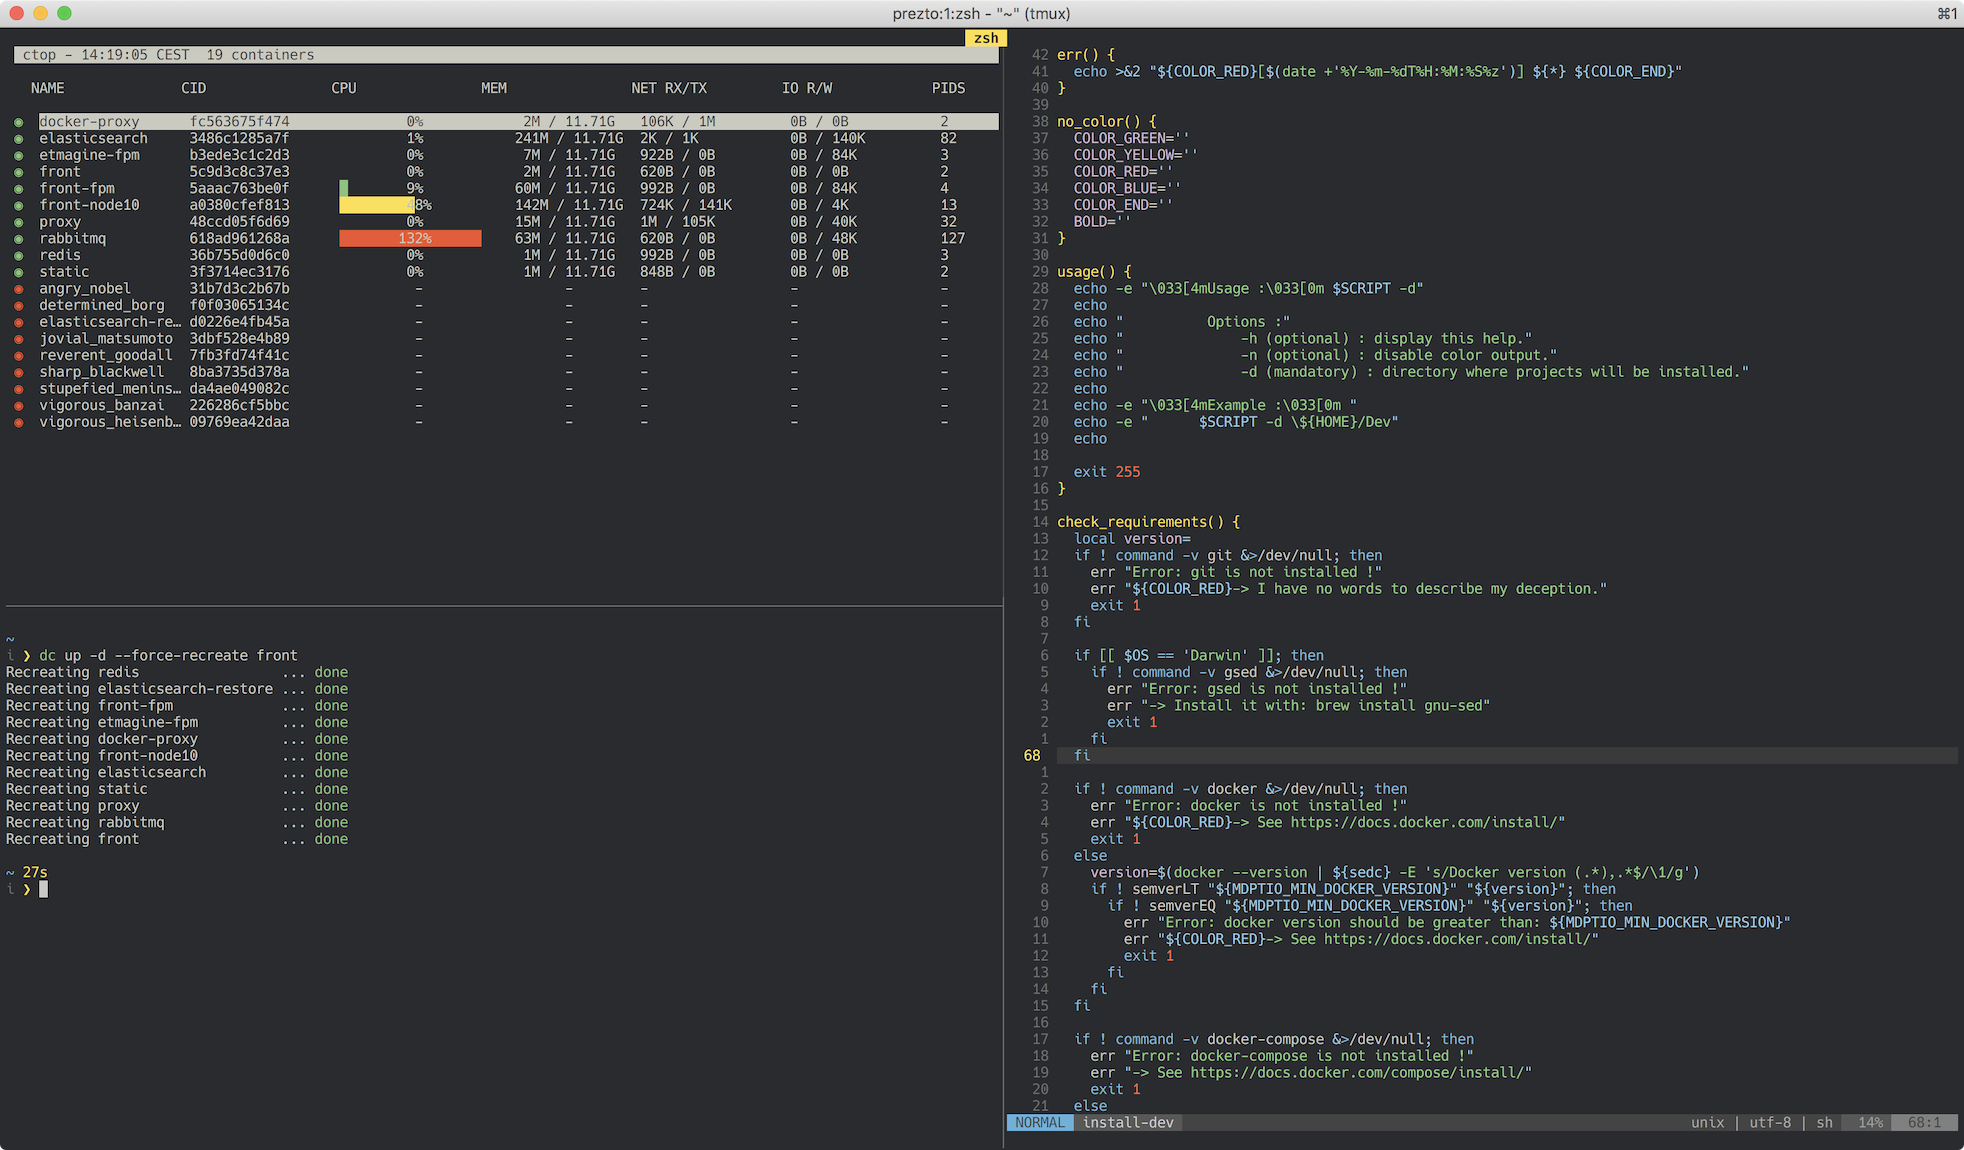 prezto:1:zsh - "~" (tmux)
⌘1
zsh
ctop - 14:19:05 CEST  19 containers
NAME CID CPU MEM NET RX/TX IO R/W PIDS
docker-proxy fc563675f474 0% 2M / 11.71G 106K / 1M 0B / 0B 2
elasticsearch 3486c1285a7f 1% 241M / 11.71G 2K / 1K 0B / 140K 82
etmagine-fpm b3ede3c1c2d3 0% 7M / 11.71G 922B / 0B 0B / 84K 3
front 5c9d3c8c37e3 0% 2M / 11.71G 620B / 0B 0B / 0B 2
front-fpm 5aaac763be0f 9% 60M / 11.71G 992B / 0B 0B / 84K 4
front-node10 a0380cfef813 48% 142M / 11.71G 724K / 141K 0B / 4K 13
proxy 48ccd05f6d69 0% 15M / 11.71G 1M / 105K 0B / 40K 32
rabbitmq 618ad961268a 132% 63M / 11.71G 620B / 0B 0B / 48K 127
redis 36b755d0d6c0 0% 1M / 11.71G 992B / 0B 0B / 0B 3
static 3f3714ec3176 0% 1M / 11.71G 848B / 0B 0B / 0B 2
angry_nobel 31b7d3c2b67b - - - - -
determined_borg f0f03065134c - - - - -
elasticsearch-re… d0226e4fb45a - - - - -
jovial_matsumoto 3dbf528e4b89 - - - - -
reverent_goodall 7fb3fd74f41c - - - - -
sharp_blackwell 8ba3735d378a - - - - -
stupefied_menins… da4ae049082c - - - - -
vigorous_banzai 226286cf5bbc - - - - -
vigorous_heisenb… 09769ea42daa - - - - -
~
i ❯ dc up -d --force-recreate front
Recreating redis ... done
Recreating elasticsearch-restore ... done
Recreating front-fpm ... done
Recreating etmagine-fpm ... done
Recreating docker-proxy ... done
Recreating front-node10 ... done
Recreating elasticsearch ... done
Recreating static ... done
Recreating proxy ... done
Recreating rabbitmq ... done
Recreating front ... done
~ 27s
i ❯
42 err() {
41   echo >&2 "${COLOR_RED}[$(date +'%Y-%m-%dT%H:%M:%S%z')] ${*} ${COLOR_END}"
40 }
39
38 no_color() {
37   COLOR_GREEN=''
36   COLOR_YELLOW=''
35   COLOR_RED=''
34   COLOR_BLUE=''
33   COLOR_END=''
32   BOLD=''
31 }
30
29 usage() {
28   echo -e "\033[4mUsage :\033[0m $SCRIPT -d"
27   echo
26   echo "          Options :"
25   echo "              -h (optional) : display this help."
24   echo "              -n (optional) : disable color output."
23   echo "              -d (mandatory) : directory where projects will be installed."
22   echo
21   echo -e "\033[4mExample :\033[0m "
20   echo -e "      $SCRIPT -d \${HOME}/Dev"
19   echo
18
17   exit 255
16 }
15
14 check_requirements() {
13   local version=
12   if ! command -v git &>/dev/null; then
11     err "Error: git is not installed !"
10     err "${COLOR_RED}-> I have no words to describe my deception."
9     exit 1
8   fi
7
6   if [[ $OS == 'Darwin' ]]; then
5     if ! command -v gsed &>/dev/null; then
4       err "Error: gsed is not installed !"
3       err "-> Install it with: brew install gnu-sed"
2       exit 1
1     fi
68   fi
1
2   if ! command -v docker &>/dev/null; then
3     err "Error: docker is not installed !"
4     err "${COLOR_RED}-> See https://docs.docker.com/install/"
5     exit 1
6   else
7     version=$(docker --version | ${sedc} -E 's/Docker version (.*),.*$/\1/g')
8     if ! semverLT "${MDPTIO_MIN_DOCKER_VERSION}" "${version}"; then
9       if ! semverEQ "${MDPTIO_MIN_DOCKER_VERSION}" "${version}"; then
10         err "Error: docker version should be greater than: ${MDPTIO_MIN_DOCKER_VERSION}"
11         err "${COLOR_RED}-> See https://docs.docker.com/install/"
12         exit 1
13       fi
14     fi
15   fi
16
17   if ! command -v docker-compose &>/dev/null; then
18     err "Error: docker-compose is not installed !"
19     err "-> See https://docs.docker.com/compose/install/"
20     exit 1
21   else
NORMAL install-dev unix | utf-8 | sh 14% 68:1